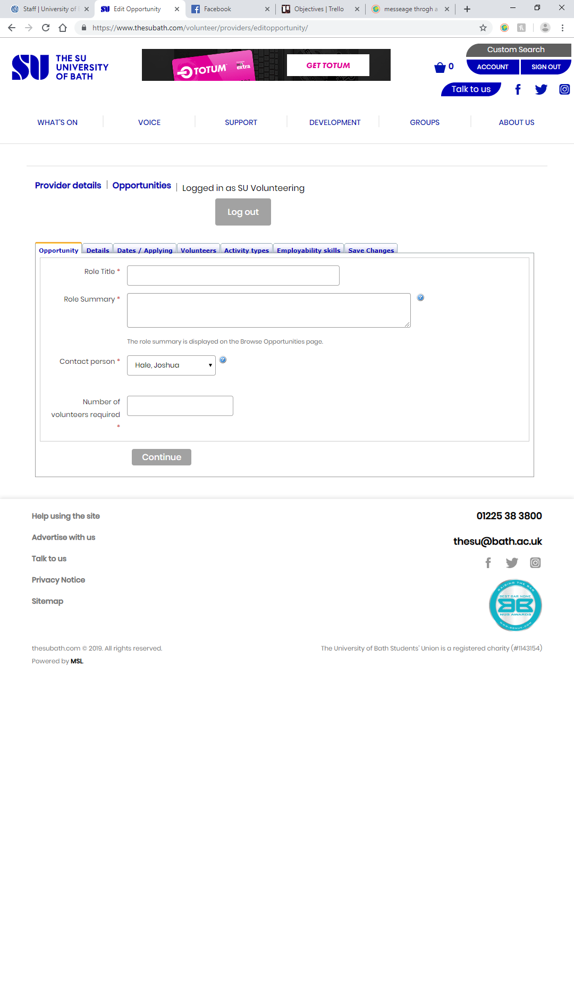 Staff | University of
Edit Opportunity
Facebook
Objectives | Trello
messeage throgh a
https://www.thesubath.com/volunteer/providers/editopportunity/
SU THE SU
UNIVERSITY
OF BATH
TOTUM
extra
GET TOTUM
Custom Search
0
ACCOUNT
SIGN OUT
Talk to us
WHAT'S ON
VOICE
SUPPORT
DEVELOPMENT
GROUPS
ABOUT US
Provider details | Opportunities | Logged in as SU Volunteering
Log out
Opportunity
Details
Dates / Applying
Volunteers
Activity types
Employability skills
Save Changes
Role Title *
Role Summary *
The role summary is displayed on the Browse Opportunities page.
Contact person *
Hale, Joshua
Number of
volunteers required
*
Continue
Help using the site
Advertise with us
Talk to us
Privacy Notice
Sitemap
01225 38 3800
thesu@bath.ac.uk
RAISING THE BAR
BEST BAR NONE
NUS AWARDS
thesubath.com © 2019. All rights reserved.
Powered by MSL.
The University of Bath Students' Union is a registered charity (#1143154)